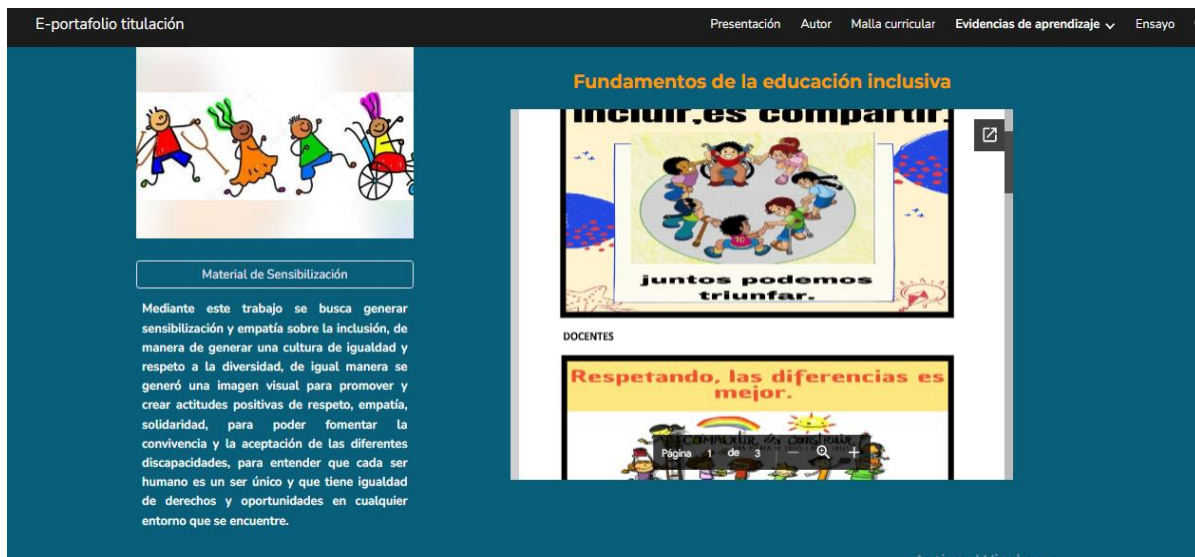 E-portafolio titulación
Presentación Autor Malla curricular Evidencias de aprendizaje Ensayo
Material de Sensibilización
Mediante este trabajo se busca generar
sensibilización y empatía sobre la inclusión, de
manera de generar una cultura de igualdad y
respeto a la diversidad, de igual manera se
generó una imagen visual para promover y
crear actitudes positivas de respeto, empatía,
solidaridad, para poder fomentar la
convivencia y la aceptación de las diferentes
discapacidades, para entender que cada ser
humano es un ser único y que tiene igualdad
de derechos y oportunidades en cualquier
entorno que se encuentre.
Fundamentos de la educación inclusiva
incluir,es compartir.
juntos podemos
triunfar.
DOCENTES
Respetando, las diferencias es
mejor.
COMPARTIR, es construir,
Página 1 de 3